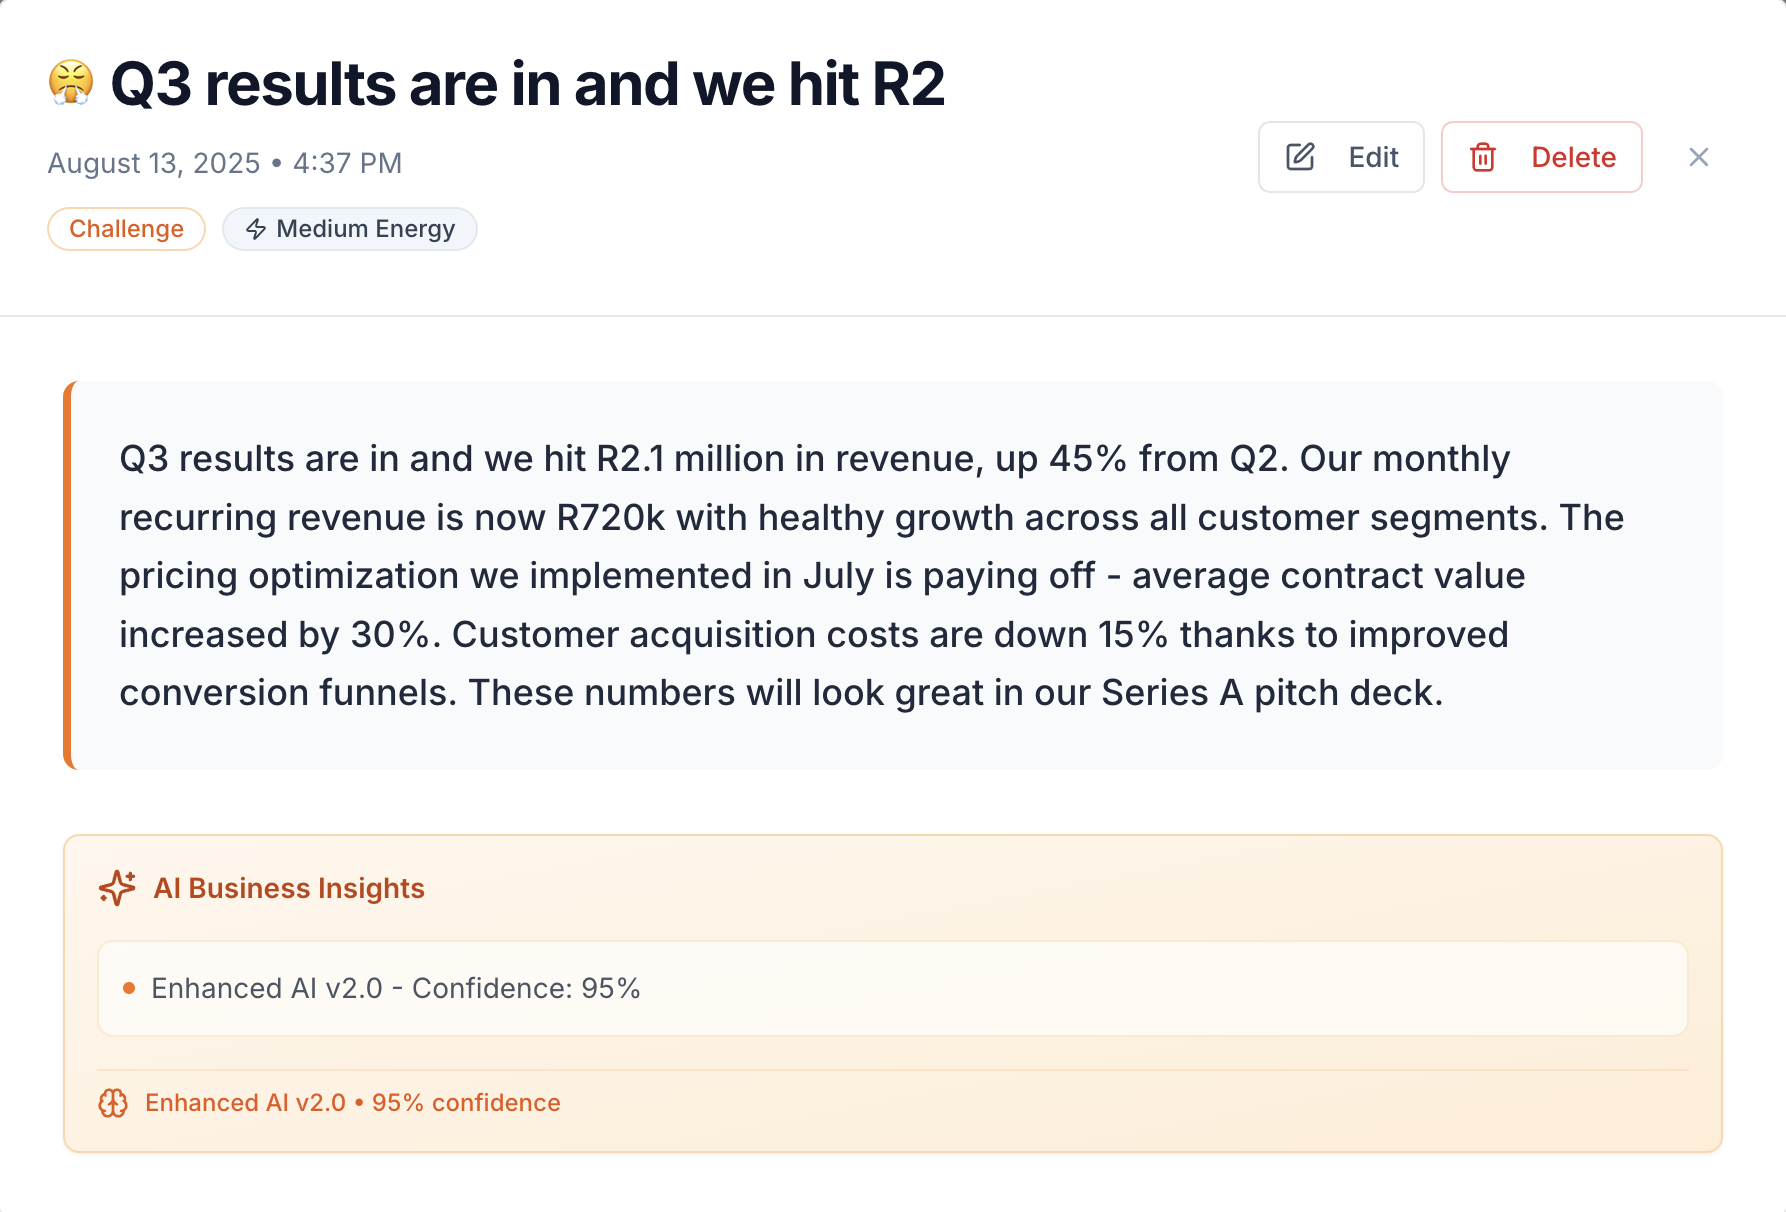 😤 Q3 results are in and we hit R2
August 13, 2025 • 4:37 PM
Edit
Delete
Challenge
Medium Energy
Q3 results are in and we hit R2.1 million in revenue, up 45% from Q2. Our monthly
recurring revenue is now R720k with healthy growth across all customer segments. The
pricing optimization we implemented in July is paying off - average contract value
increased by 30%. Customer acquisition costs are down 15% thanks to improved
conversion funnels. These numbers will look great in our Series A pitch deck.
AI Business Insights
• Enhanced AI v2.0 - Confidence: 95%
Enhanced AI v2.0 • 95% confidence